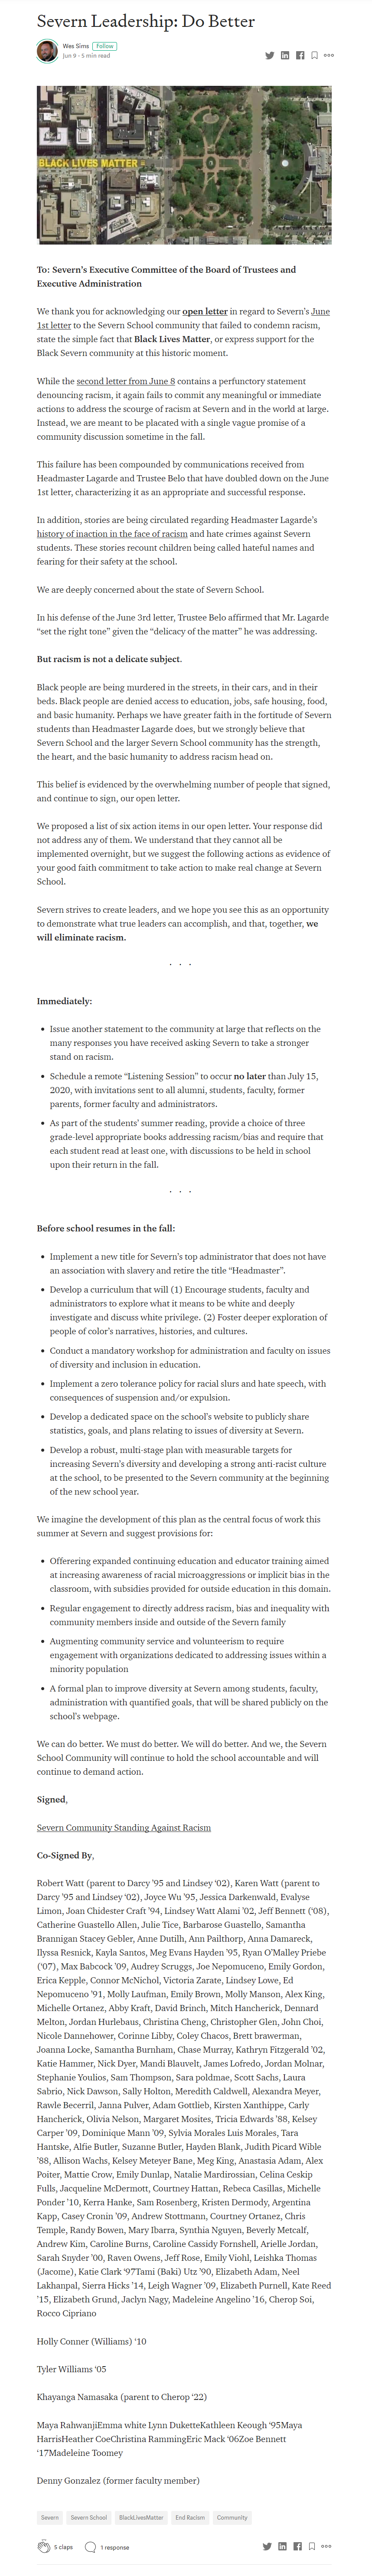 Severn Leadership: Do Better
Wes Sims Follow
Jun 9 · 5 min read
BLACK LIVES MATTER
To: Severn’s Executive Committee of the Board of Trustees and
Executive Administration
We thank you for acknowledging our open letter in regard to Severn’s June
1st letter to the Severn School community that failed to condemn racism,
state the simple fact that Black Lives Matter, or express support for the
Black Severn community at this historic moment.
While the second letter from June 8 contains a perfunctory statement
denouncing racism, it again fails to commit any meaningful or immediate
actions to address the scourge of racism at Severn and in the world at large.
Instead, we are meant to be placated with a single vague promise of a
community discussion sometime in the fall.
This failure has been compounded by communications received from
Headmaster Lagarde and Trustee Belo that have doubled down on the June
1st letter, characterizing it as an appropriate and successful response.
In addition, stories are being circulated regarding Headmaster Lagarde’s
history of inaction in the face of racism and hate crimes against Severn
students. These stories recount children being called hateful names and
fearing for their safety at the school.
We are deeply concerned about the state of Severn School.
In his defense of the June 3rd letter, Trustee Belo affirmed that Mr. Lagarde
“set the right tone” given the “delicacy of the matter” he was addressing.
But racism is not a delicate subject.
Black people are being murdered in the streets, in their cars, and in their
beds. Black people are denied access to education, jobs, safe housing, food,
and basic humanity. Perhaps we have greater faith in the fortitude of Severn
students than Headmaster Lagarde does, but we strongly believe that
Severn School and the larger Severn School community has the strength,
the heart, and the basic humanity to address racism head on.
This belief is evidenced by the overwhelming number of people that signed,
and continue to sign, our open letter.
We proposed a list of six action items in our open letter. Your response did
not address any of them. We understand that they cannot all be
implemented overnight, but we suggest the following actions as evidence of
your good faith commitment to take action to make real change at Severn
School.
Severn strives to create leaders, and we hope you see this as an opportunity
to demonstrate what true leaders can accomplish, and that, together, we
will eliminate racism.
· · ·
Immediately:
• Issue another statement to the community at large that reflects on the
many responses you have received asking Severn to take a stronger
stand on racism.
• Schedule a remote “Listening Session” to occur no later than July 15,
2020, with invitations sent to all alumni, students, faculty, former
parents, former faculty and administrators.
• As part of the students’ summer reading, provide a choice of three
grade-level appropriate books addressing racism/bias and require that
each student read at least one, with discussions to be held in school
upon their return in the fall.
· · ·
Before school resumes in the fall:
• Implement a new title for Severn’s top administrator that does not have
an association with slavery and retire the title “Headmaster”.
• Develop a curriculum that will (1) Encourage students, faculty and
administrators to explore what it means to be white and deeply
investigate and discuss white privilege. (2) Foster deeper exploration of
people of color’s narratives, histories, and cultures.
• Conduct a mandatory workshop for administration and faculty on issues
of diversity and inclusion in education.
• Implement a zero tolerance policy for racial slurs and hate speech, with
consequences of suspension and/or expulsion.
• Develop a dedicated space on the school’s website to publicly share
statistics, goals, and plans relating to issues of diversity at Severn.
• Develop a robust, multi-stage plan with measurable targets for
increasing Severn’s diversity and developing a strong anti-racist culture
at the school, to be presented to the Severn community at the beginning
of the new school year.
We imagine the development of this plan as the central focus of work this
summer at Severn and suggest provisions for:
• Offerering expanded continuing education and educator training aimed
at increasing awareness of racial microaggressions or implicit bias in the
classroom, with subsidies provided for outside education in this domain.
• Regular engagement to directly address racism, bias and inequality with
community members inside and outside of the Severn family
• Augmenting community service and volunteerism to require
engagement with organizations dedicated to addressing issues within a
minority population
• A formal plan to improve diversity at Severn among students, faculty,
administration with quantified goals, that will be shared publicly on the
school’s webpage.
We can do better. We must do better. We will do better. And we, the Severn
School Community will continue to hold the school accountable and will
continue to demand action.
Signed,
Severn Community Standing Against Racism
Co-Signed By,
Robert Watt (parent to Darcy ’95 and Lindsey ‘02), Karen Watt (parent to
Darcy ’95 and Lindsey ‘02), Joyce Wu ’95, Jessica Darkenwald, Evalyse
Limon, Joan Chidester Craft ’94, Lindsey Watt Alami ’02, Jeff Bennett (‘08),
Catherine Guastello Allen, Julie Tice, Barbarose Guastello, Samantha
Brannigan Stacey Gebler, Anne Dutilh, Ann Pailthorp, Anna Damareck,
Ilyssa Resnick, Kayla Santos, Meg Evans Hayden ’95, Ryan O’Malley Priebe
(‘07), Max Babcock ’09, Audrey Scruggs, Joe Nepomuceno, Emily Gordon,
Erica Kepple, Connor McNichol, Victoria Zarate, Lindsey Lowe, Ed
Nepomuceno ’91, Molly Laufman, Emily Brown, Molly Manson, Alex King,
Michelle Ortanez, Abby Kraft, David Brinch, Mitch Hancherick, Dennard
Melton, Jordan Hurlebaus, Christina Cheng, Christopher Glen, John Choi,
Nicole Dannehower, Corinne Libby, Coley Chacos, Brett brawerman,
Joanna Locke, Samantha Burnham, Chase Murray, Kathryn Fitzgerald ’02,
Katie Hammer, Nick Dyer, Mandi Blauvelt, James Lofredo, Jordan Molnar,
Stephanie Youlios, Sam Thompson, Sara poldmae, Scott Sachs, Laura
Sabrio, Nick Dawson, Sally Holton, Meredith Caldwell, Alexandra Meyer,
Rawle Becerril, Janna Pulver, Adam Gottlieb, Kirsten Xanthippe, Carly
Hancherick, Olivia Nelson, Margaret Mosites, Tricia Edwards ’88, Kelsey
Carper ’09, Dominique Mann ’09, Sylvia Morales Luis Morales, Tara
Hantske, Alfie Butler, Suzanne Butler, Hayden Blank, Judith Picard Wible
’88, Allison Wachs, Kelsey Meteyer Bane, Meg King, Anastasia Adam, Alex
Poiter, Mattie Crow, Emily Dunlap, Natalie Mardirossian, Celina Ceskip
Fulls, Jacqueline McDermott, Courtney Hattan, Rebeca Casillas, Michelle
Ponder ’10, Kerra Hanke, Sam Rosenberg, Kristen Dermody, Argentina
Kapp, Casey Cronin ’09, Andrew Stottmann, Courtney Ortanez, Chris
Temple, Randy Bowen, Mary Ibarra, Synthia Nguyen, Beverly Metcalf,
Andrew Kim, Caroline Burns, Caroline Cassidy Fornshell, Arielle Jordan,
Sarah Snyder ’00, Raven Owens, Jeff Rose, Emily Viohl, Leishka Thomas
(Jacome), Katie Clark ‘97Tami (Baki) Utz ’90, Elizabeth Adam, Neel
Lakhanpal, Sierra Hicks ’14, Leigh Wagner ’09, Elizabeth Purnell, Kate Reed
’15, Elizabeth Grund, Jaclyn Nagy, Madeleine Angelino ’16, Cherop Soi,
Rocco Cipriano
Holly Conner (Williams) ‘10
Tyler Williams ‘05
Khayanga Namasaka (parent to Cherop ‘22)
Maya RahwanjiEmma white Lynn DuketteKathleen Keough ‘95Maya
HarrisHeather CoeChristina RammingEric Mack ‘06Zoe Bennett
‘17Madeleine Toomey
Denny Gonzalez (former faculty member)
Severn Severn School BlackLivesMatter End Racism Community
5 claps 1 response